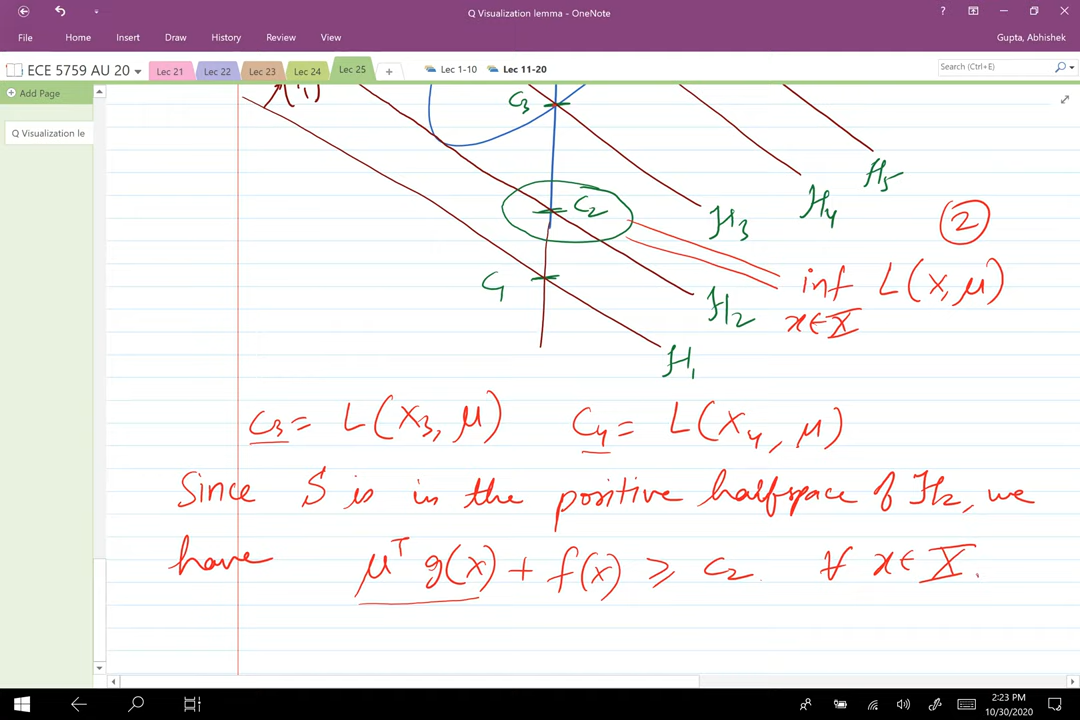 Q Visualization lemma - OneNote
?
File Home Insert Draw History Review View
Gupta, Abhishek
ECE 5759 AU 20 Lec 21 Lec 22 Lec 23 Lec 24 Lec 25 + Lec 1-10 Lec 11-20
Search (Ctrl+E)
+ Add Page
Q Visualization le
C3
C2
H5
H4
H3
2
inf L(x, μ)
x∈X
C1
H2
H1
C3 = L(x3, μ) C4 = L(x4, μ)
Since S is in the positive halfspace of H2, we
have μ^T g(x) + f(x) ≥ C2. ∀ x∈X.
2:23 PM
10/30/2020